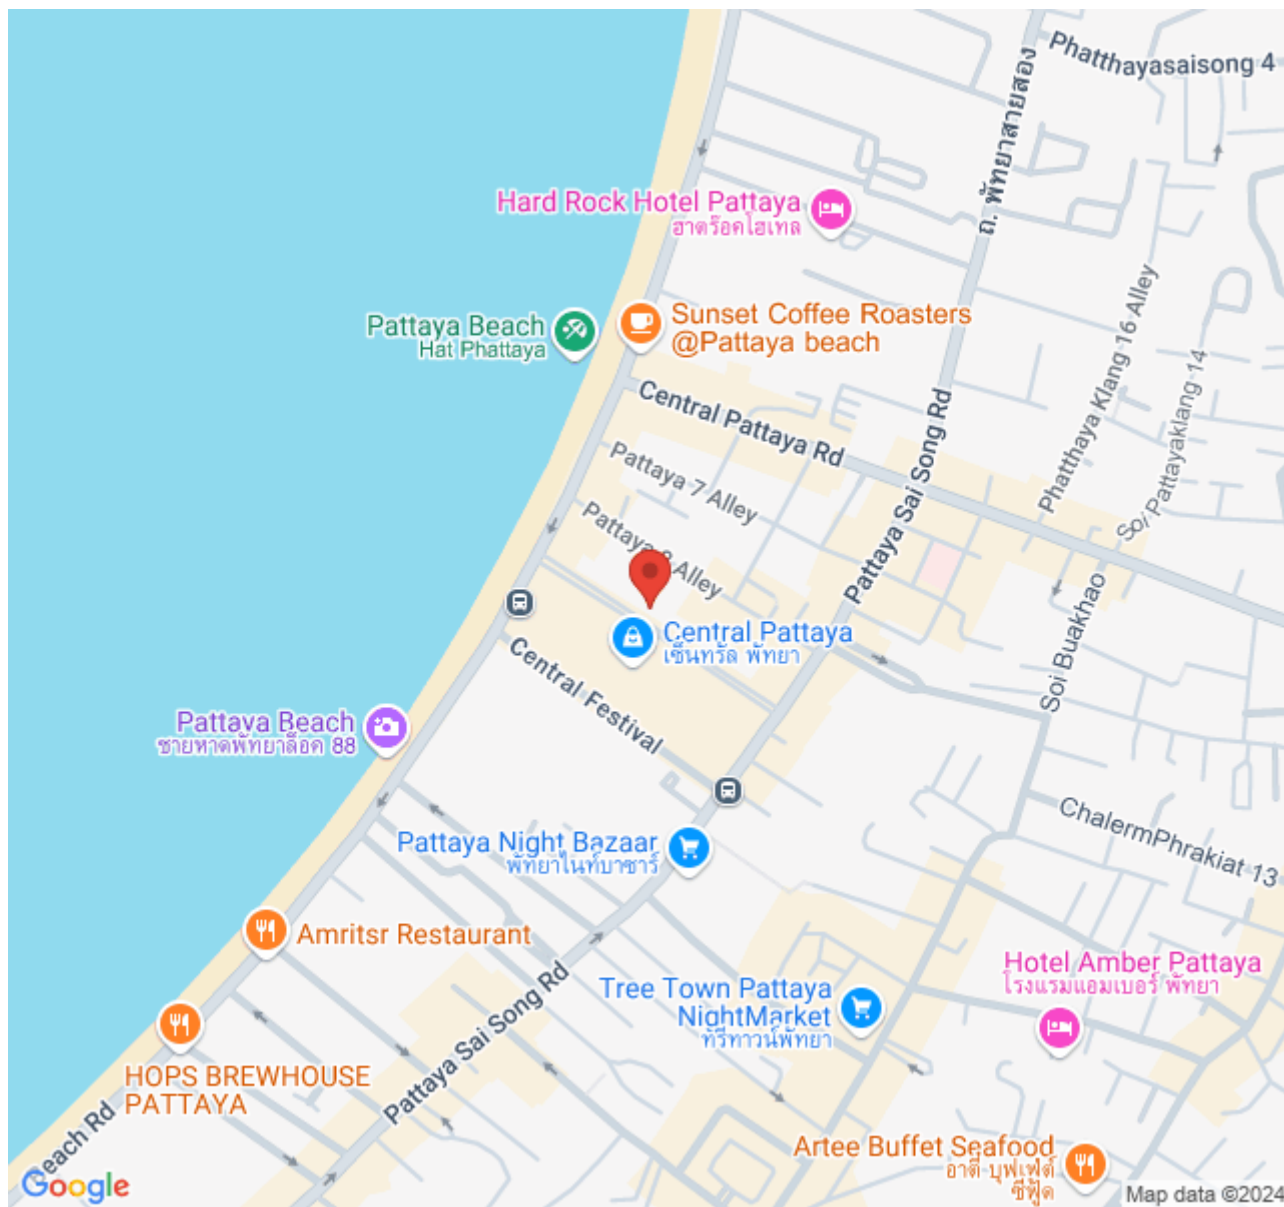 Phatthayasaisong 4
ถ. พัทยาสายสอง
Hard Rock Hotel Pattaya
ฮาดร๊อคโฮเทล
Phatthaya Klang 16 Alley
Sunset Coffee Roasters
@Pattaya beach
Pattaya Beach
Hat Phattaya
Soi Pattayaklang 14
Central Pattaya Rd
Pattaya Sai Song Rd
Pattaya 7 Alley
Pattaya 8 Alley
Soi Buakhao
Central Pattaya
เซ็นทรัล พัทยา
Central Festival
Pattaya Beach
ชายหาดพัทยาล็อค 88
ChalermPhrakiat 13
Pattaya Night Bazaar
พัทยาไนท์บาซาร์
Amritsr Restaurant
Hotel Amber Pattaya
โรงแรมแอมเบอร์ พัทยา
Tree Town Pattaya
NightMarket
ทรีทาวน์พัทยา
Pattaya Sai Song Rd
HOPS BREWHOUSE
PATTAYA
Beach Rd
Artee Buffet Seafood
อาตี บุฟเฟ่ต์
ซีฟู้ด
Google
Map data ©2024